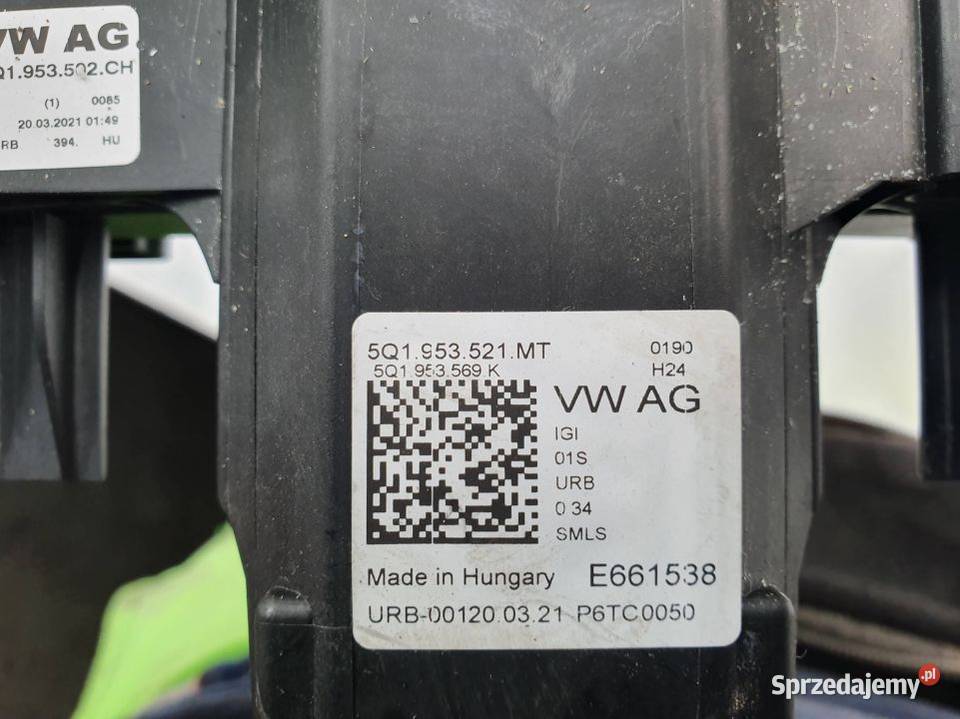 VW AG
Q1.953.502.CH
(1) 0085
20.03.2021 01:49
RB 394. HU
5Q1.953.521.MT 0190
5Q1.953.569.K H24
VW AG
IGI
01S
URB
0 34
SMLS
Made in Hungary E661538
URB-00120.03.21 P6TC0050
Sprzedajemy.pl